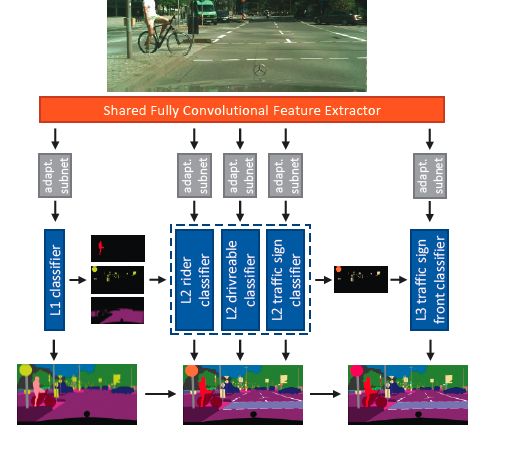 Shared Fully Convolutional Feature Extractor
adapt.
subnet
adapt.
subnet
adapt.
subnet
adapt.
subnet
adapt.
subnet
L1 classifier
L2 rider
classifier
L2 drivreable
classifier
L2 traffic sign
classifier
L3 traffic sign
front classifier